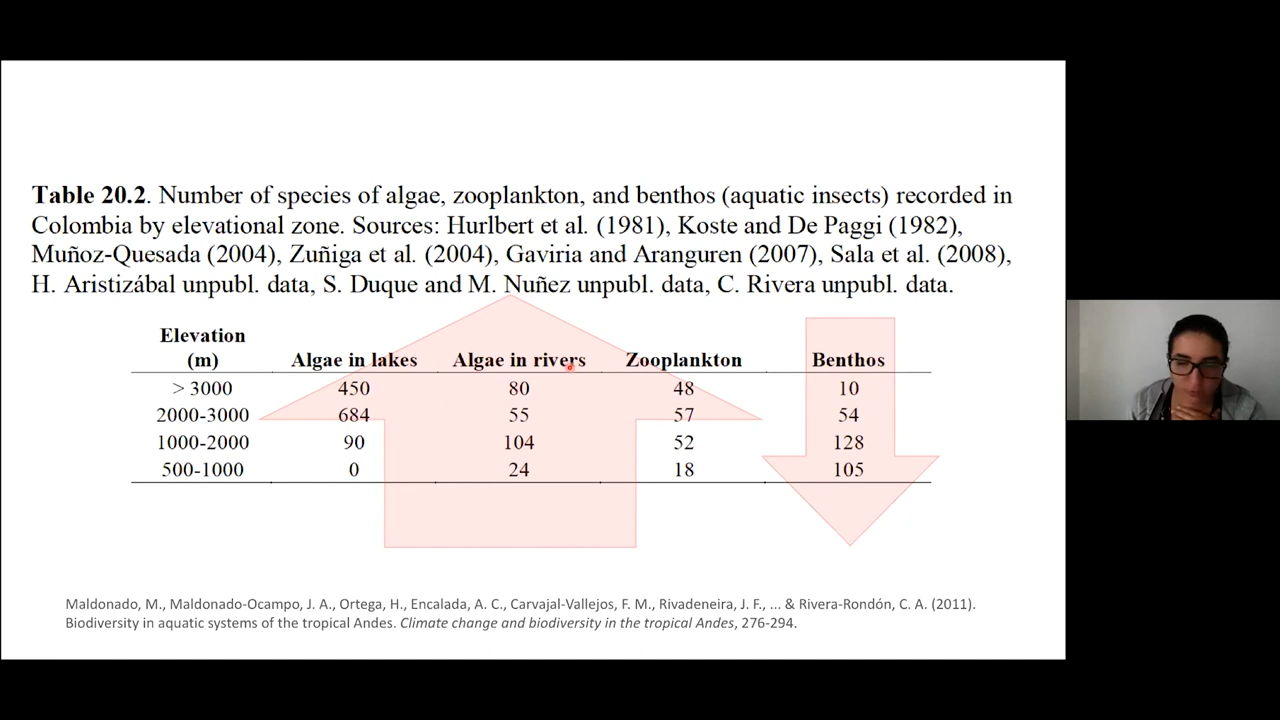 Table 20.2. Number of species of algae, zooplankton, and benthos (aquatic insects) recorded in
Colombia by elevational zone. Sources: Hurlbert et al. (1981), Koste and De Paggi (1982),
Muñoz-Quesada (2004), Zuñiga et al. (2004), Gaviria and Aranguren (2007), Sala et al. (2008),
H. Aristizábal unpubl. data, S. Duque and M. Nuñez unpubl. data, C. Rivera unpubl. data.
Elevation
(m) Algae in lakes Algae in rivers Zooplankton Benthos
> 3000 450 80 48 10
2000-3000 684 55 57 54
1000-2000 90 104 52 128
500-1000 0 24 18 105
Maldonado, M., Maldonado-Ocampo, J. A., Ortega, H., Encalada, A. C., Carvajal-Vallejos, F. M., Rivadeneira, J. F., ... & Rivera-Rondón, C. A. (2011).
Biodiversity in aquatic systems of the tropical Andes. Climate change and biodiversity in the tropical Andes, 276-294.